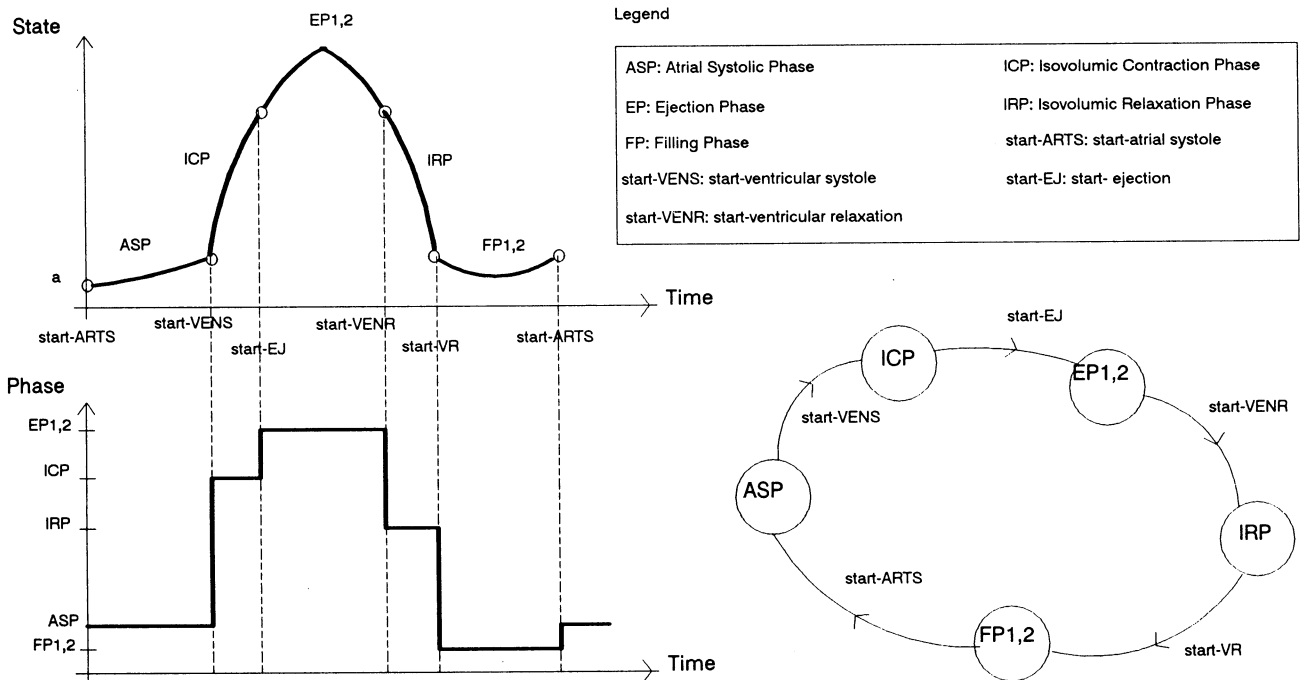 State
EP1,2
ICP
IRP
ASP
FP1,2
a
Time
start-ARTS
start-VENS
start-EJ
start-VENR
start-VR
start-ARTS
Phase
EP1,2
ICP
IRP
ASP
FP1,2
Time
Legend
ASP: Atrial Systolic Phase
ICP: Isovolumic Contraction Phase
EP: Ejection Phase
IRP: Isovolumic Relaxation Phase
FP: Filling Phase
start-ARTS: start-atrial systole
start-VENS: start-ventricular systole
start-EJ: start- ejection
start-VENR: start-ventricular relaxation
start-EJ
ICP
EP1,2
start-VENS
start-VENR
ASP
IRP
start-ARTS
FP1,2
start-VR